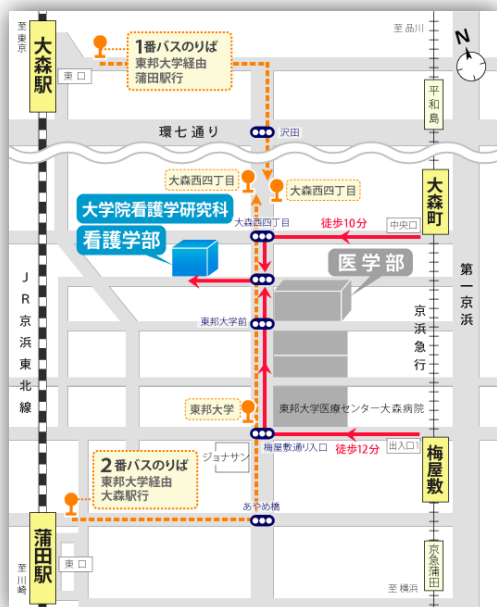 至東京
大森駅
東口
1番バスのりば
東邦大学経由
蒲田駅行
至品川
N
平和島
環七通り
沢田
大森西四丁目
大森西四丁目
大森町
大学院看護学研究科
看護学部
大森西四丁目
徒歩10分
中央口
医学部
第一京浜
JR京浜東北線
東邦大学前
京浜急行
東邦大学
東邦大学医療センター大森病院
梅屋敷通り入口
徒歩12分
出入口1
梅屋敷
ジョナサン
2番バスのりば
東邦大学経由
大森駅行
あやめ橋
蒲田駅
東口
至川崎
京急蒲田
至横浜